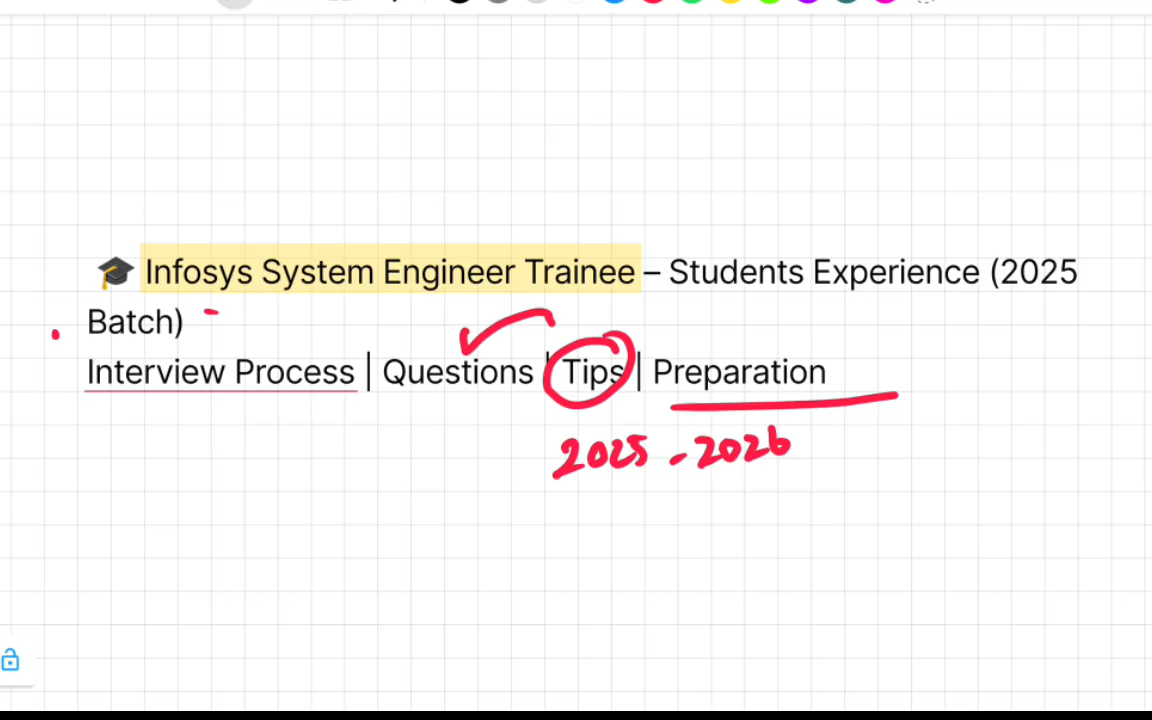 🎓 Infosys System Engineer Trainee – Students Experience (2025
Batch)
Interview Process | Questions | Tips | Preparation
2025 - 2026